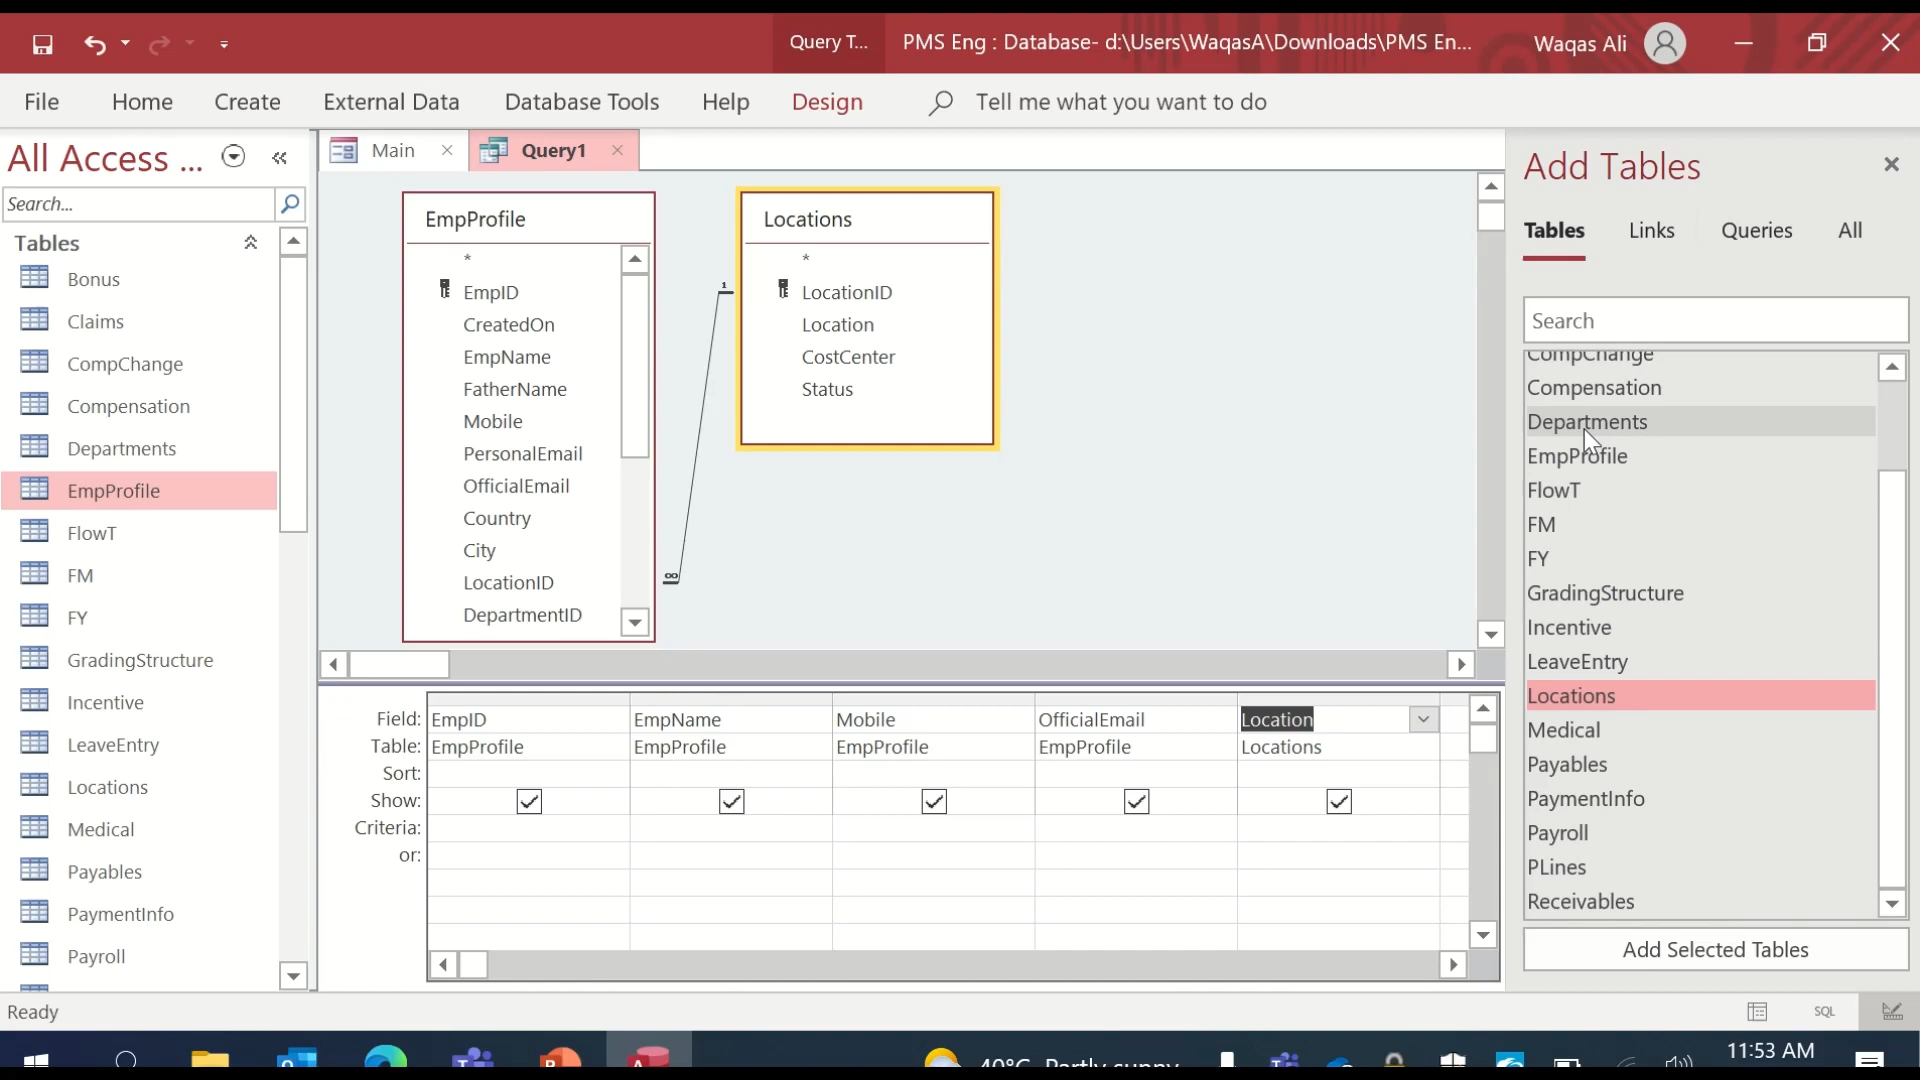 Query T...
PMS Eng : Database- d:\Users\WaqasA\Downloads\PMS En...
Waqas Ali
File
Home
Create
External Data
Database Tools
Help
Design
Tell me what you want to do
All Access ...
Search...
Tables
Bonus
Claims
CompChange
Compensation
Departments
EmpProfile
FlowT
FM
FY
GradingStructure
Incentive
LeaveEntry
Locations
Medical
Payables
PaymentInfo
Payroll
Main
Query1
EmpProfile
*
EmpID
CreatedOn
EmpName
FatherName
Mobile
PersonalEmail
OfficialEmail
Country
City
LocationID
DepartmentID
1
∞
Locations
*
LocationID
Location
CostCenter
Status
Field: EmpID EmpName Mobile OfficialEmail Location
Table: EmpProfile EmpProfile EmpProfile EmpProfile Locations
Sort:
Show:
Criteria:
or:
Add Tables
Tables Links Queries All
Search
CompChange
Compensation
Departments
EmpProfile
FlowT
FM
FY
GradingStructure
Incentive
LeaveEntry
Locations
Medical
Payables
PaymentInfo
Payroll
PLines
Receivables
Add Selected Tables
Ready
SQL
40°C Partly sunny
11:53 AM